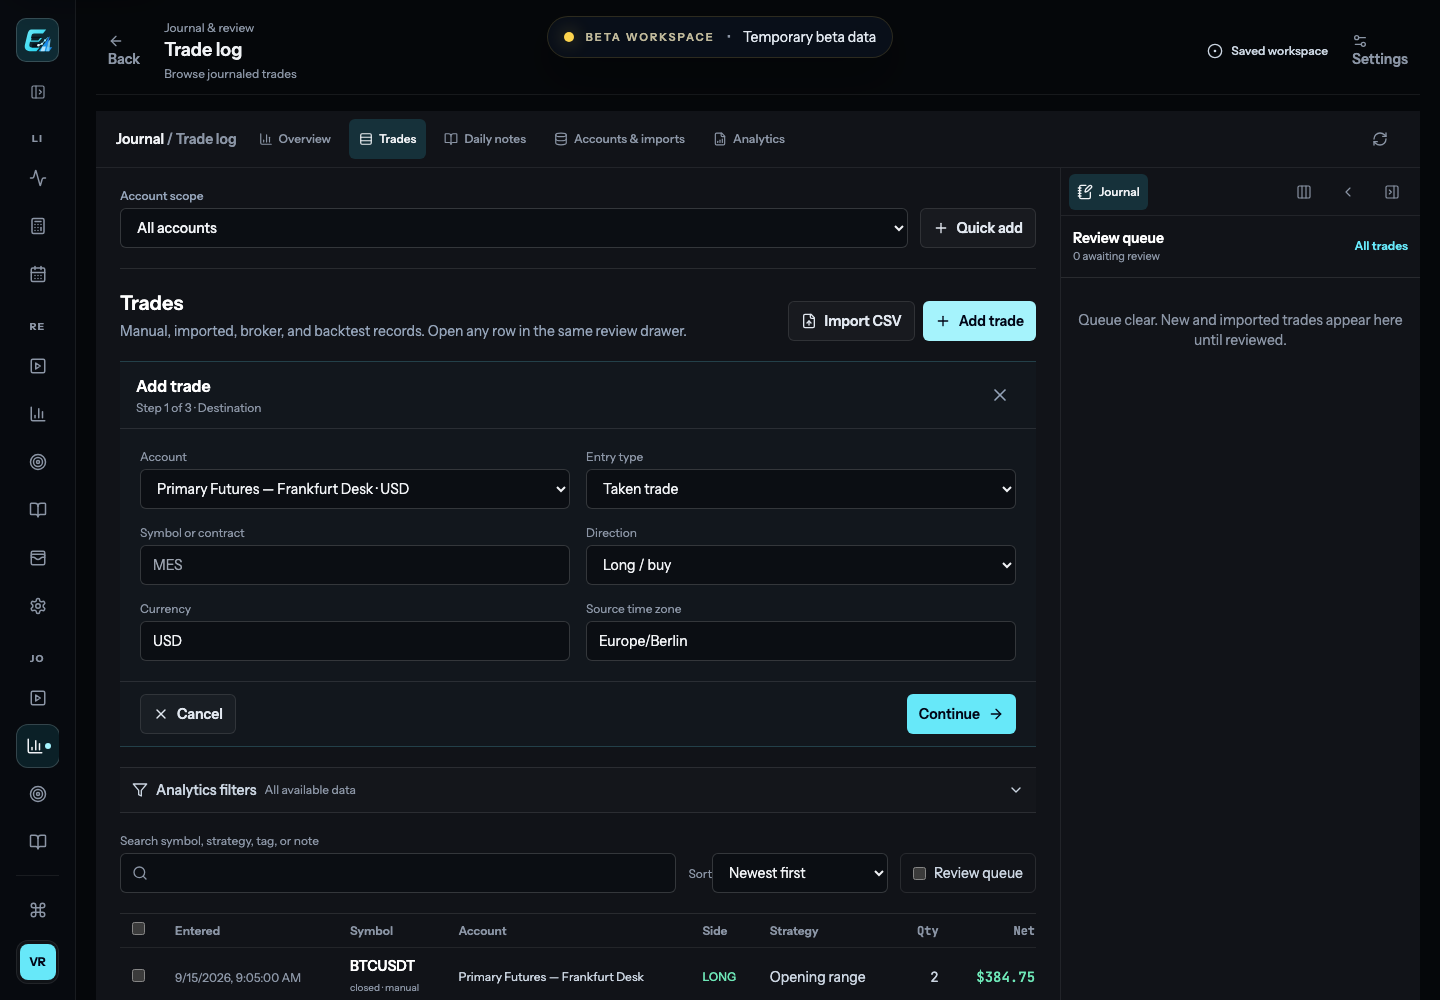 Back
Journal & review
Trade log
Browse journaled trades
BETA WORKSPACE • Temporary beta data
Saved workspace
Settings
LI
RE
JO
VR
Journal / Trade log
Overview
Trades
Daily notes
Accounts & imports
Analytics
Account scope
All accounts
Quick add
Trades
Manual, imported, broker, and backtest records. Open any row in the same review drawer.
Import CSV
Add trade
Add trade
Step 1 of 3 · Destination
Account
Entry type
Primary Futures — Frankfurt Desk · USD
Taken trade
Symbol or contract
Direction
MES
Long / buy
Currency
Source time zone
USD
Europe/Berlin
Cancel
Continue
Analytics filters All available data
Search symbol, strategy, tag, or note
Sort Newest first
Review queue
Entered Symbol Account Side Strategy Qty Net
9/15/2026, 9:05:00 AM BTCUSDT Primary Futures — Frankfurt Desk LONG Opening range 2 $384.75
closed · manual
Journal
Review queue
0 awaiting review
All trades
Queue clear. New and imported trades appear here
until reviewed.